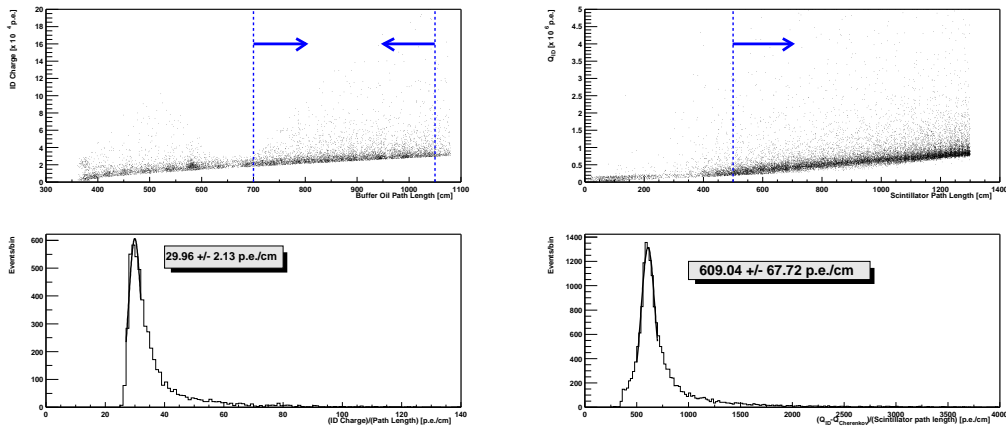 ID Charge [x 10^4 p.e.]
20
18
16
14
12
10
8
6
4
2
0
300 400 500 600 700 800 900 1000 1100
Buffer Oil Path Length [cm]
Q_ID [x 10^6 p.e.]
5
4.5
4
3.5
3
2.5
2
1.5
1
0.5
0
0 200 400 600 800 1000 1200 1400
Scintillator Path Length [cm]
Events/bin
600
500
400
300
200
100
0
29.96 +/- 2.13 p.e./cm
0 20 40 60 80 100 120 140
(ID Charge)/(Path Length) [p.e./cm]
Events/bin
1400
1200
1000
800
600
400
200
0
609.04 +/- 67.72 p.e./cm
0 500 1000 1500 2000 2500 3000 3500 4000
(Q_ID-Q_Cherenkov)/(Scintillator path length) [p.e./cm]